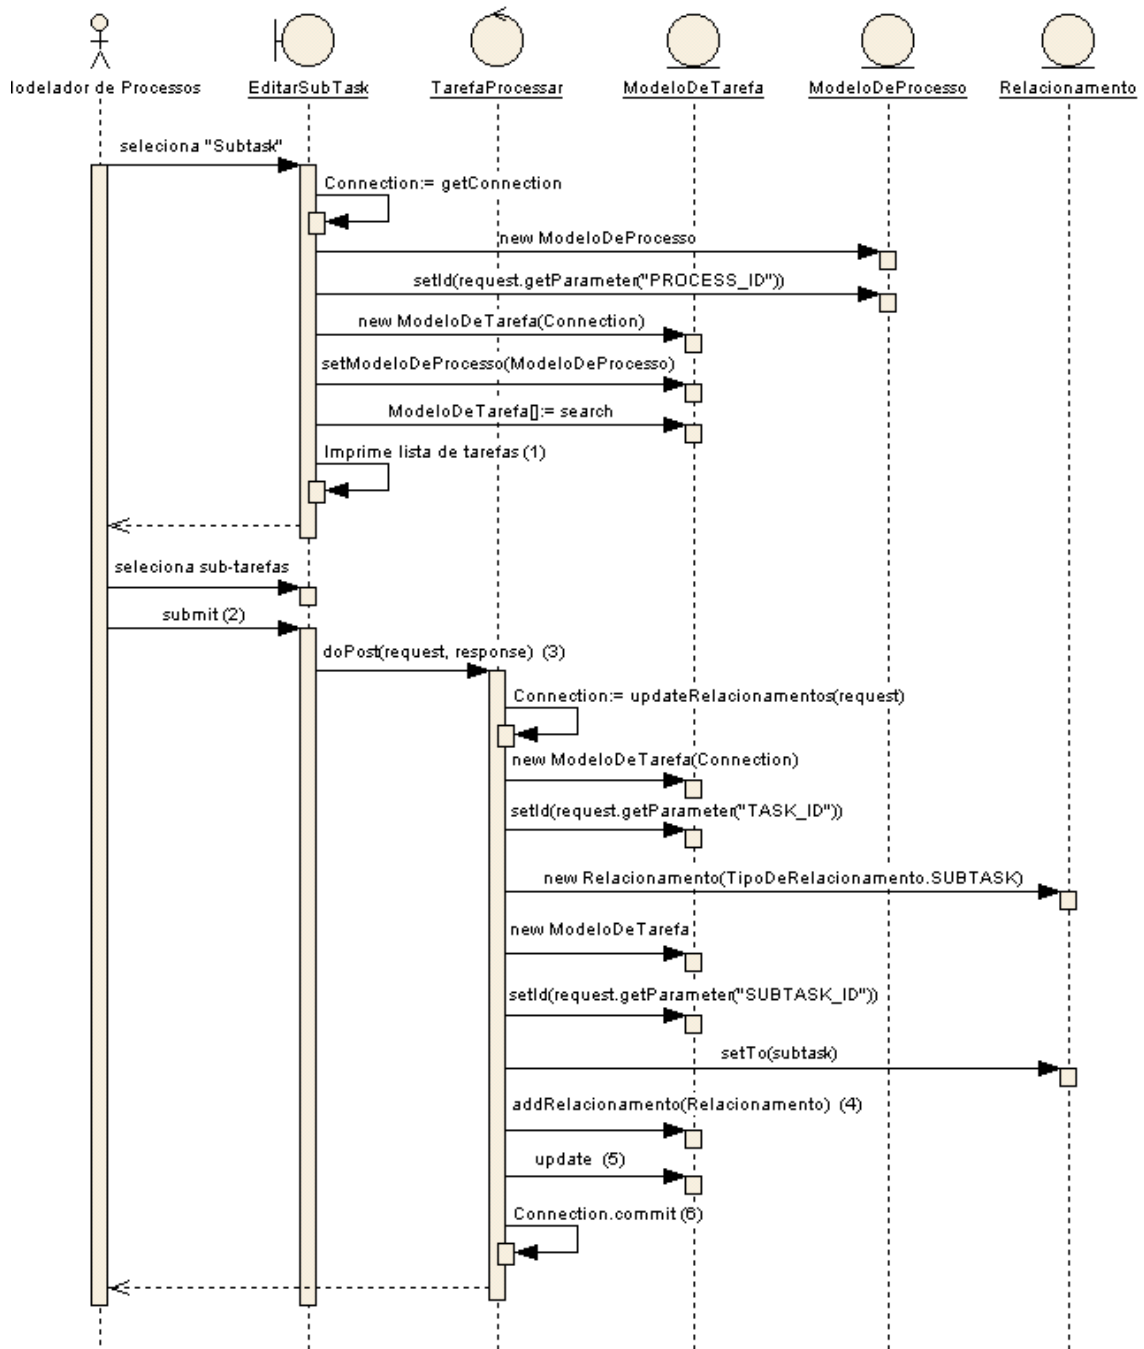 lodelador de Processos
EditarSubTask
TarefaProcessar
ModeloDeTarefa
ModeloDeProcesso
Relacionamento
seleciona "Subtask"
Connection:= getConnection
new ModeloDeProcesso
setId(request.getParameter("PROCESS_ID"))
new ModeloDeTarefa(Connection)
setModeloDeProcesso(ModeloDeProcesso)
ModeloDeTarefa[]:= search
Imprime lista de tarefas (1)
seleciona sub-tarefas
submit (2)
doPost(request, response) (3)
Connection:= updateRelacionamentos(request)
new ModeloDeTarefa(Connection)
setId(request.getParameter("TASK_ID"))
new Relacionamento(TipoDeRelacionamento.SUBTASK)
new ModeloDeTarefa
setId(request.getParameter("SUBTASK_ID"))
setTo(subtask)
addRelacionamento(Relacionamento) (4)
update (5)
Connection.commit (6)